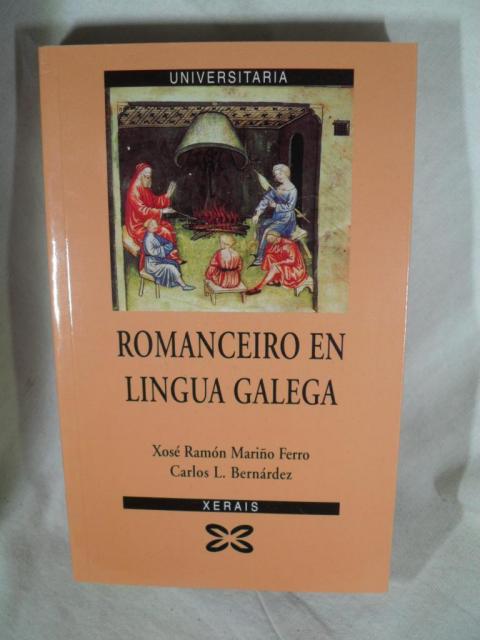 UNIVERSITARIA
ROMANCEIRO EN
LINGUA GALEGA
Xosé Ramón Mariño Ferro
Carlos L. Bernárdez
XERAIS